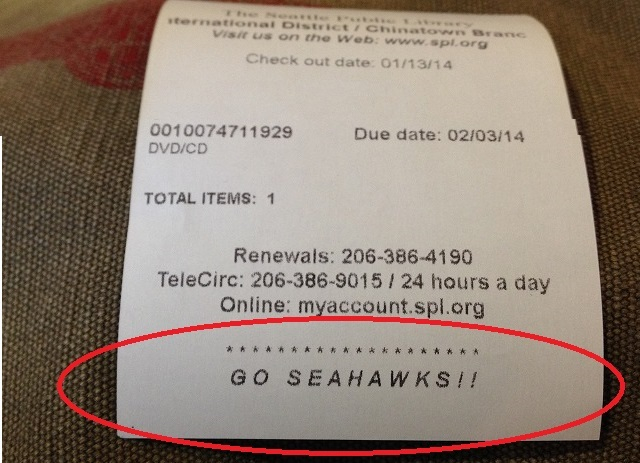 The Seattle Public Library
nternational District / Chinatown Branc
Visit us on the Web: www.spl.org
Check out date: 01/13/14
0010074711929 Due date: 02/03/14
DVD/CD
TOTAL ITEMS: 1
Renewals: 206-386-4190
TeleCirc: 206-386-9015 / 24 hours a day
Online: myaccount.spl.org
* * * * * * * * * * * * * * * * * * * *
GO SEAHAWKS!!